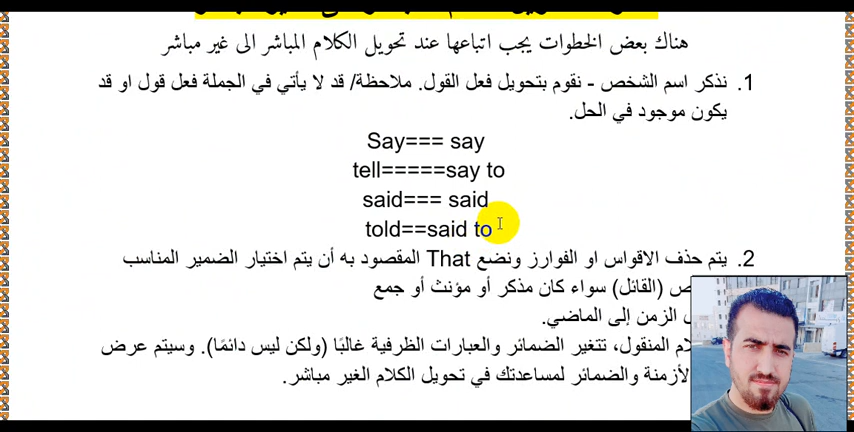 هناك بعض الخطوات يجب اتباعها عند تحويل الكلام المباشر الى غير مباشر
1. نذكر اسم الشخص - نقوم بتحويل فعل القول. ملاحظة/ قد لا يأتي في الجملة فعل قول او قد
يكون موجود في الحل.
Say=== say
tell=====say to
said=== said
told==said to
2. يتم حذف الاقواس او الفوارز ونضع That المقصود به أن يتم اختيار الضمير المناسب
(القائل) سواء كان مذكر أو مؤنث أو جمع
الزمن إلى الماضي.
المنقول، تتغير الضمائر والعبارات الظرفية غالبًا (ولكن ليس دائمًا). وسيتم عرض
الأزمنة والضمائر لمساعدتك في تحويل الكلام الغير مباشر.